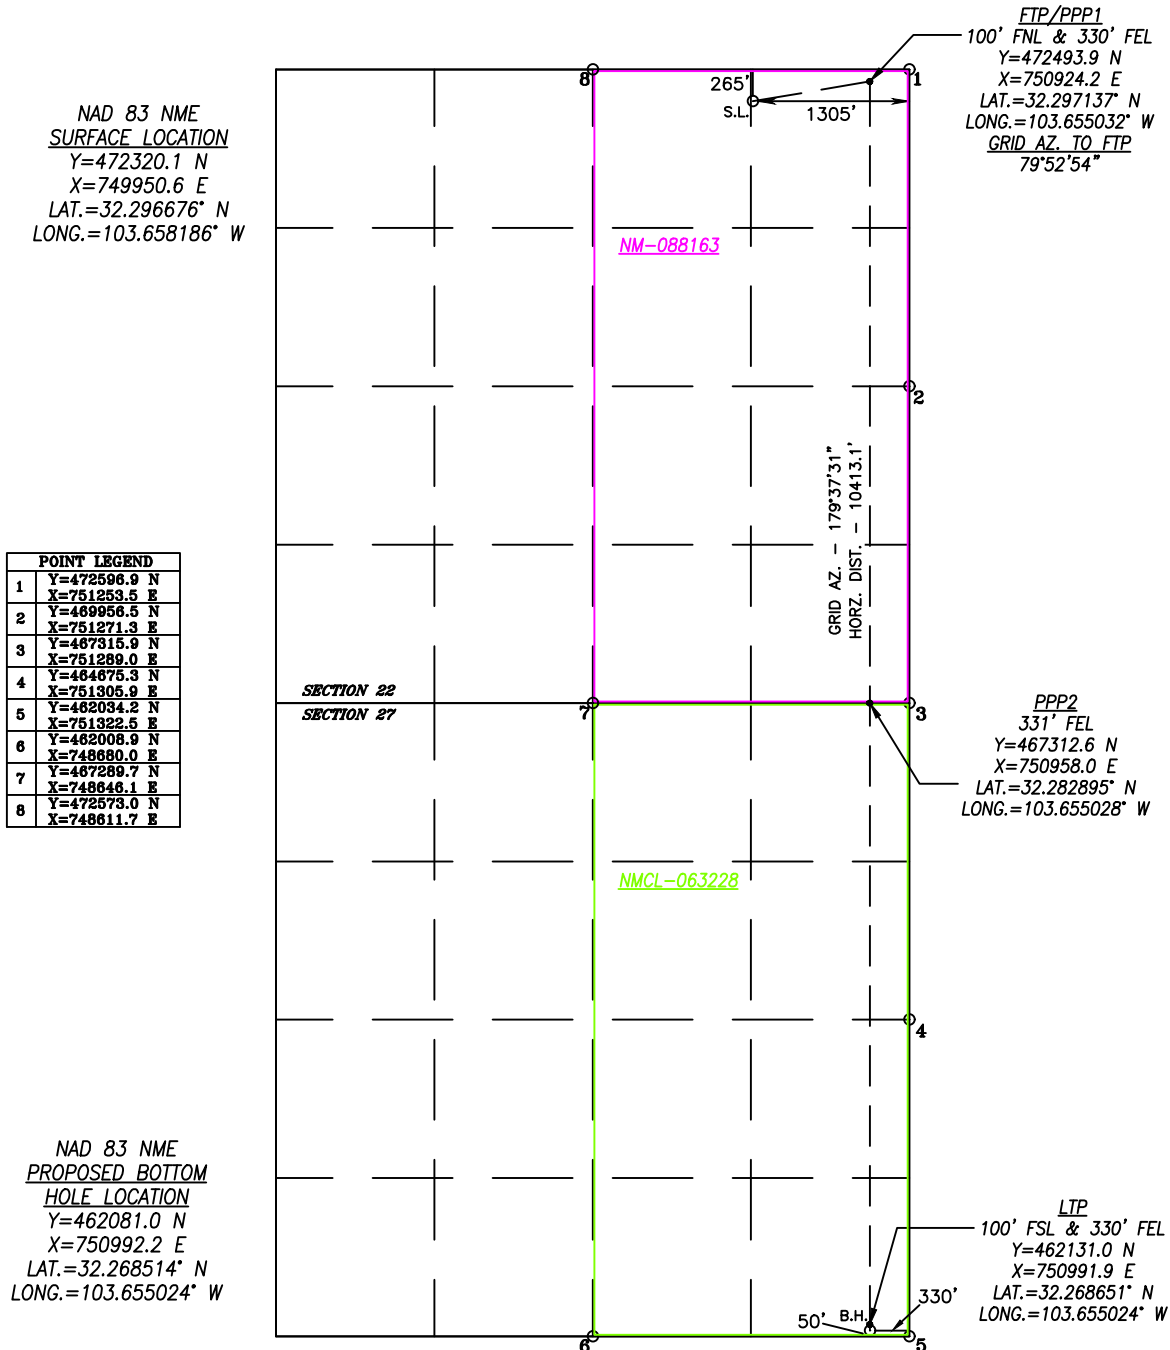 FTP/PPP1
100' FNL & 330' FEL
Y=472493.9 N
X=750924.2 E
LAT.=32.297137° N
LONG.=103.655032° W
GRID AZ. TO FTP
79°52'54"
NAD 83 NME
SURFACE LOCATION
Y=472320.1 N
X=749950.6 E
LAT.=32.296676° N
LONG.=103.658186° W
8
265'
S.L.
1305'
1
NM-088163
2
GRID AZ. - 179°37'31"
HORZ. DIST. - 10413.1'
POINT LEGEND
1 Y=472596.9 N
X=751253.5 E
2 Y=469956.5 N
X=751271.3 E
3 Y=467315.9 N
X=751289.0 E
4 Y=464675.3 N
X=751305.9 E
5 Y=462034.2 N
X=751322.5 E
6 Y=462008.9 N
X=748680.0 E
7 Y=467289.7 N
X=748646.1 E
8 Y=472573.0 N
X=748611.7 E
SECTION 22
SECTION 27
7
3
PPP2
331' FEL
Y=467312.6 N
X=750958.0 E
LAT.=32.282895° N
LONG.=103.655028° W
NMCL-063228
4
NAD 83 NME
PROPOSED BOTTOM
HOLE LOCATION
Y=462081.0 N
X=750992.2 E
LAT.=32.268514° N
LONG.=103.655024° W
LTP
100' FSL & 330' FEL
Y=462131.0 N
X=750991.9 E
LAT.=32.268651° N
LONG.=103.655024° W
330'
B.H.
50'
6
5